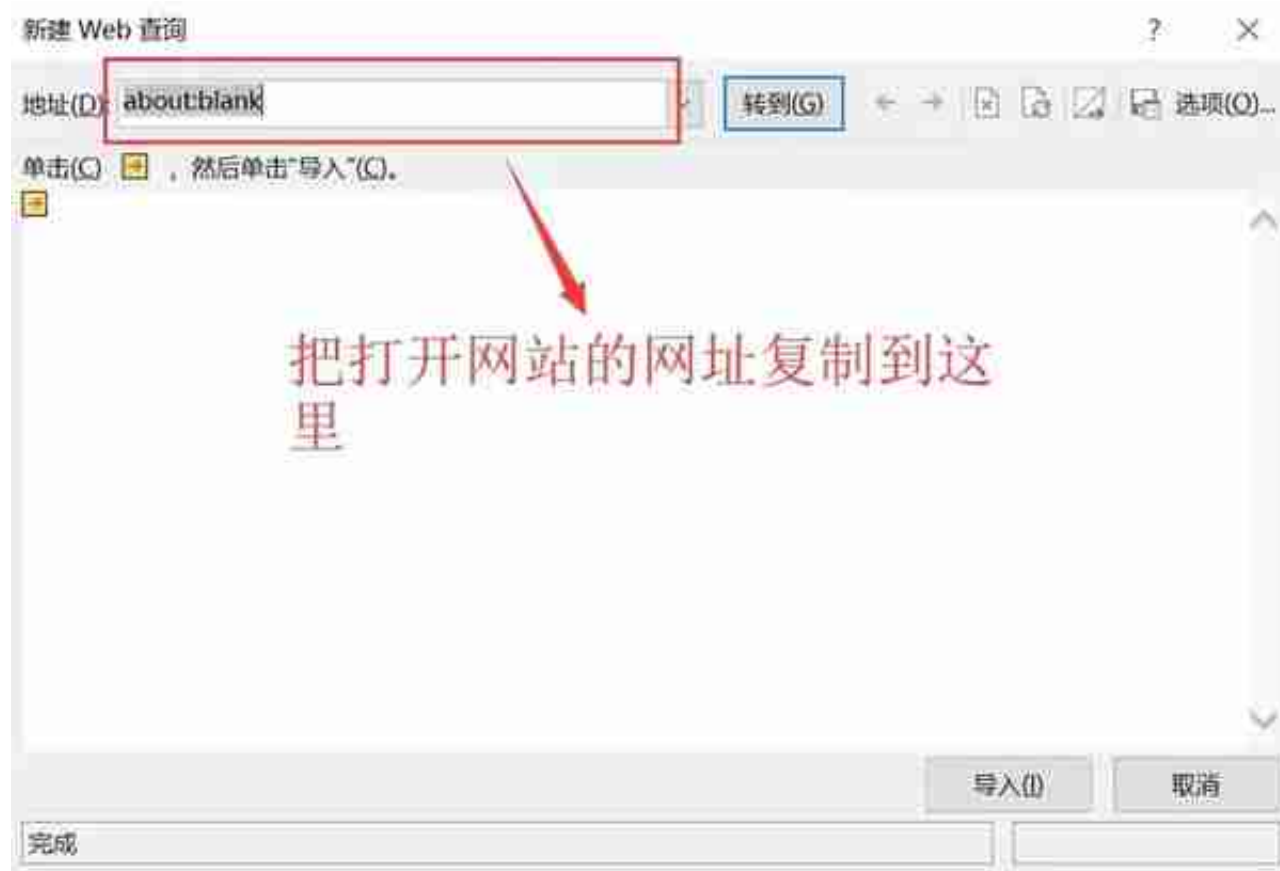 新建 Web 查询
地址(D): about:blank 转到(G) 选项(O)...
单击(C) ，然后单击"导入"(C)。
把打开网站的网址复制到这
里
导入(I) 取消
完成